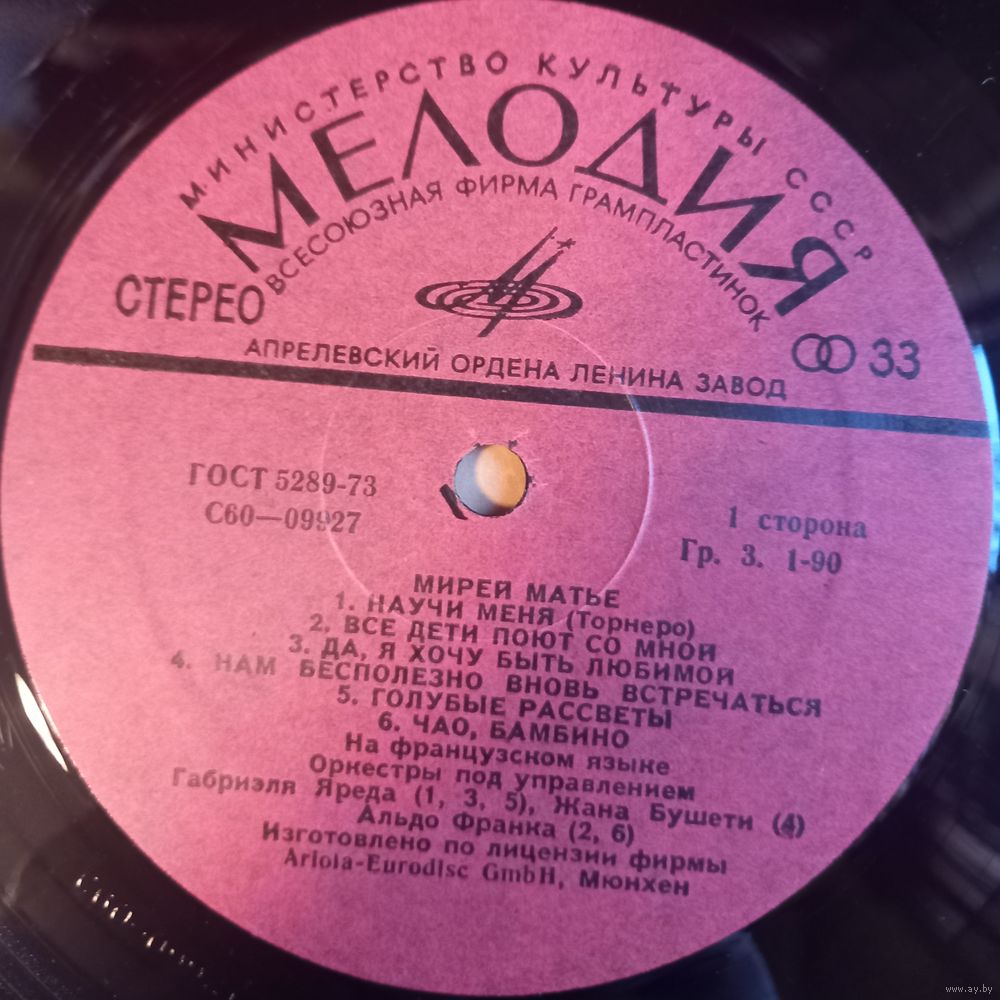 МИНИСТЕРСТВО КУЛЬТУРЫ СССР
МЕЛОДИЯ
ВСЕСОЮЗНАЯ ФИРМА ГРАМПЛАСТИНОК
СТЕРЕО
33
АПРЕЛЕВСКИЙ ОРДЕНА ЛЕНИНА ЗАВОД
ГОСТ 5289-73
С60—09927
1 сторона
Гр. 3. 1-90
МИРЕЙ МАТЬЕ
1. НАУЧИ МЕНЯ (Торнеро)
2. ВСЕ ДЕТИ ПОЮТ СО МНОЙ
3. ДА, Я ХОЧУ БЫТЬ ЛЮБИМОЙ
4. НАМ БЕСПОЛЕЗНО ВНОВЬ ВСТРЕЧАТЬСЯ
5. ГОЛУБЫЕ РАССВЕТЫ
6. ЧАО, БАМБИНО
На французском языке
Оркестры под управлением
Габриэля Яреда (1, 3, 5), Жана Бушети (4)
Альдо Франка (2, 6)
Изготовлено по лицензии фирмы
Ariola-Eurodisc GmbH, Мюнхен
www.ay.by